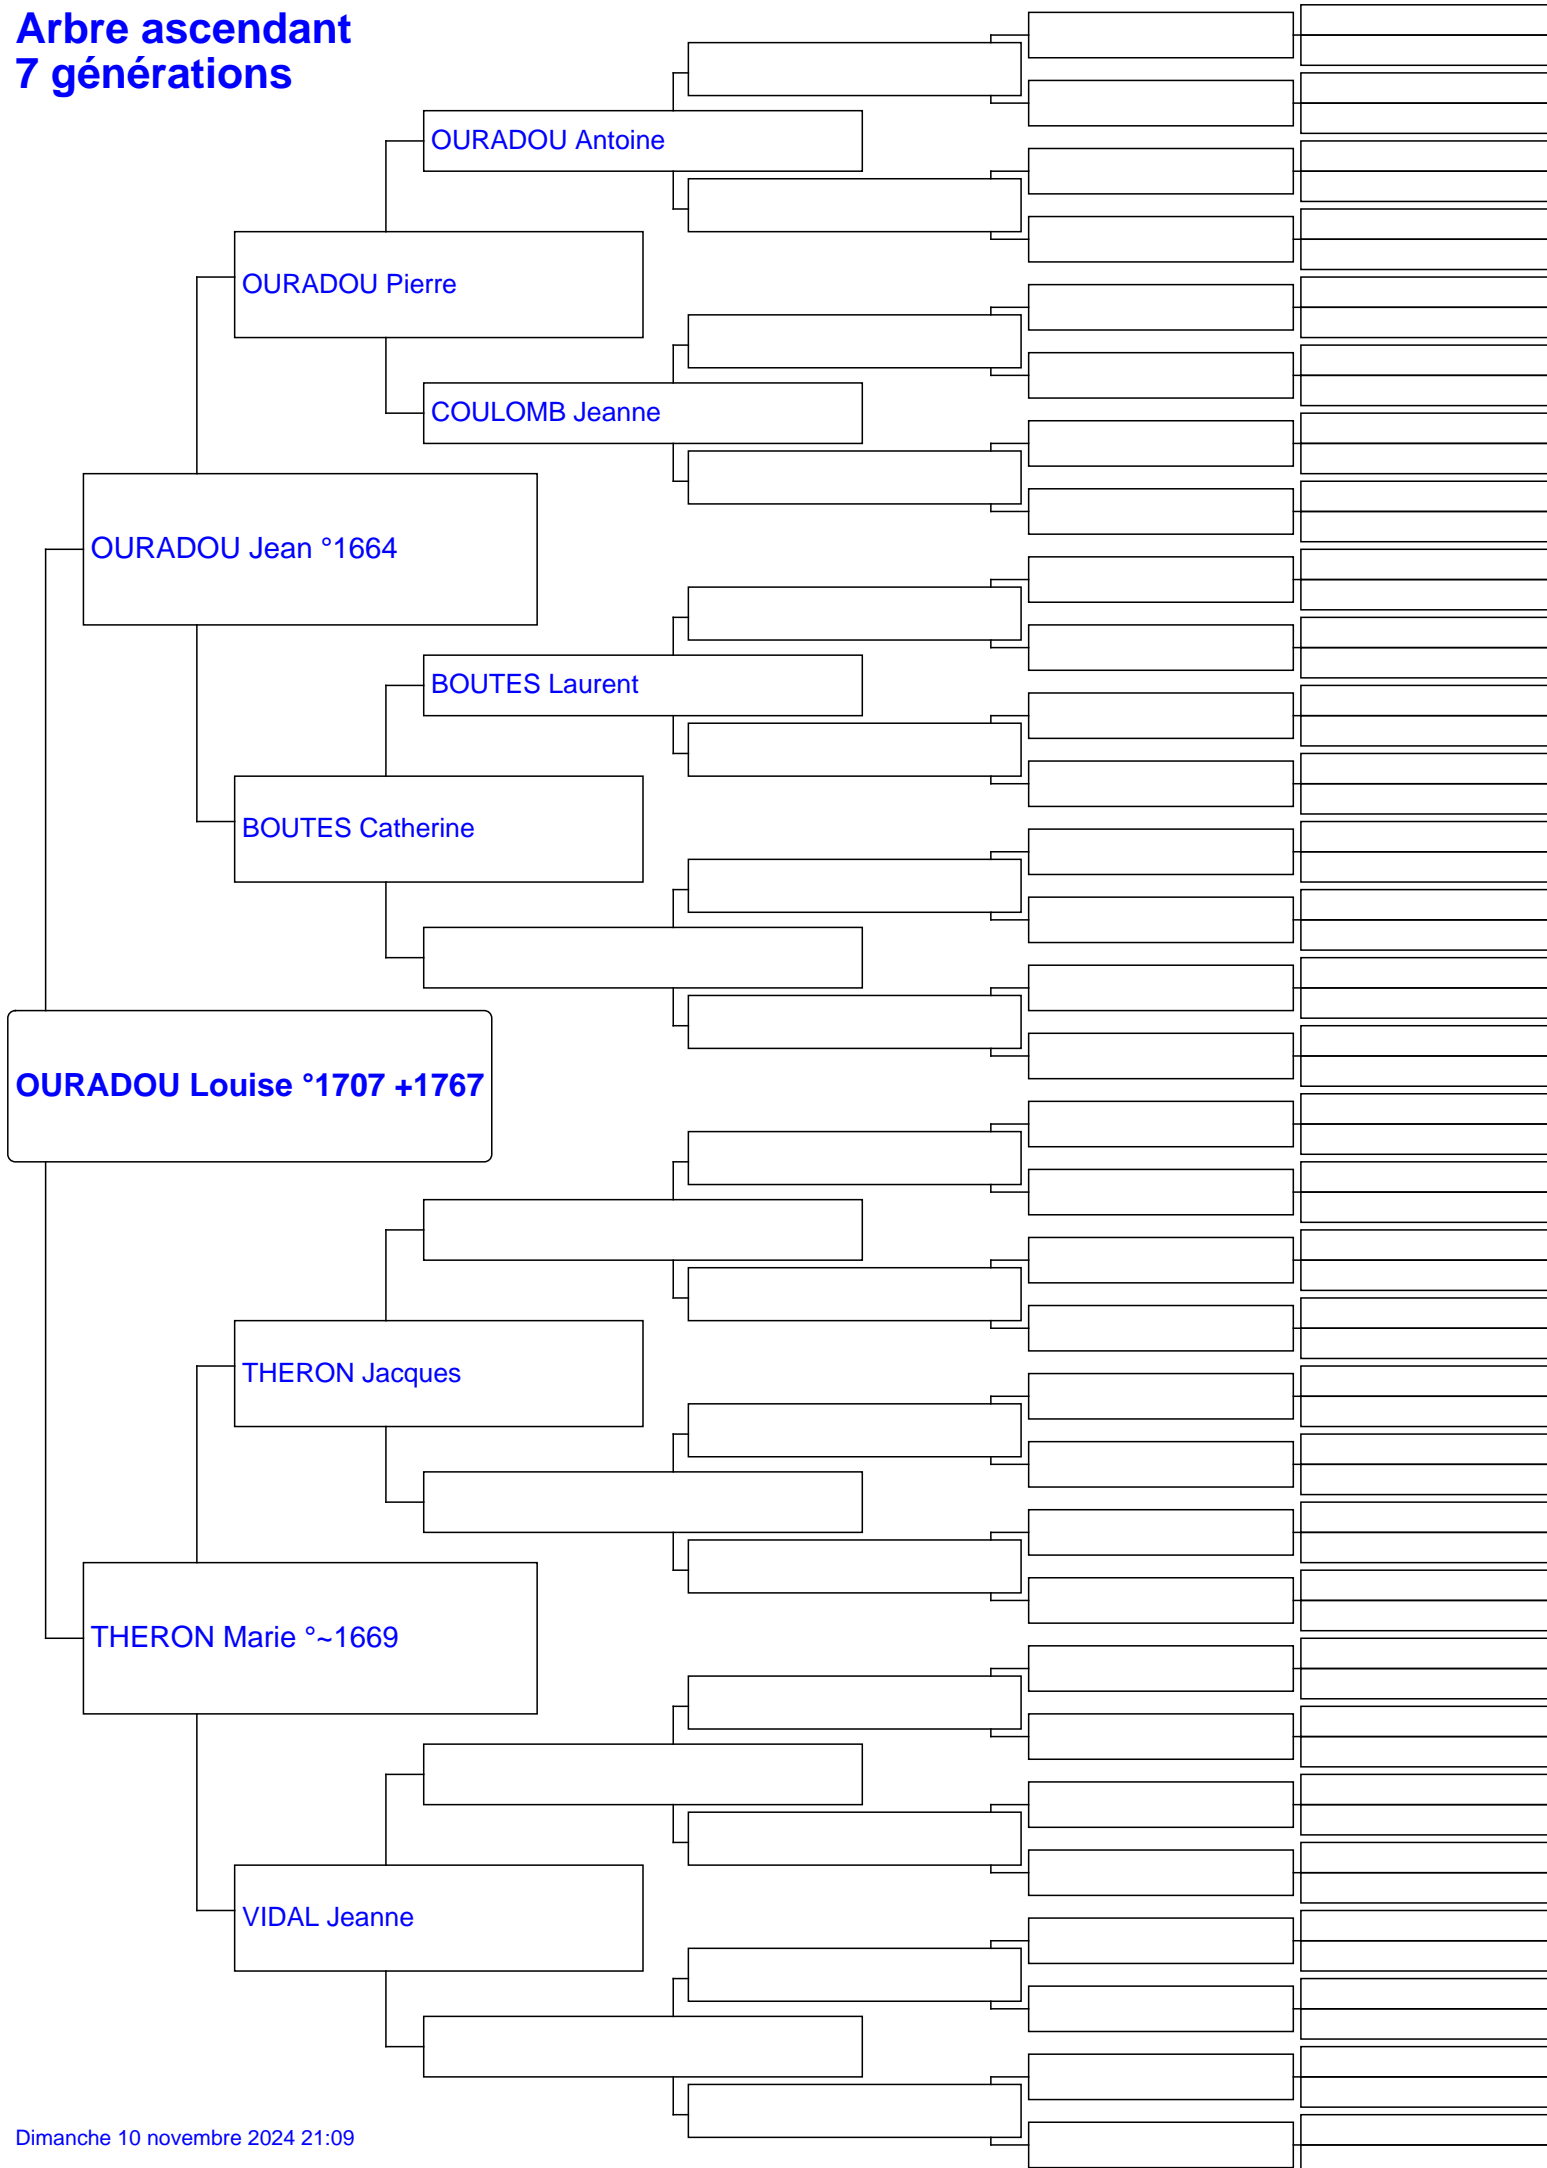 Arbre ascendant
7 générations
OURADOU Antoine
OURADOU Pierre
COULOMB Jeanne
OURADOU Jean °1664
BOUTES Laurent
BOUTES Catherine
OURADOU Louise °1707 +1767
THERON Jacques
THERON Marie °~1669
VIDAL Jeanne
Dimanche 10 novembre 2024 21:09